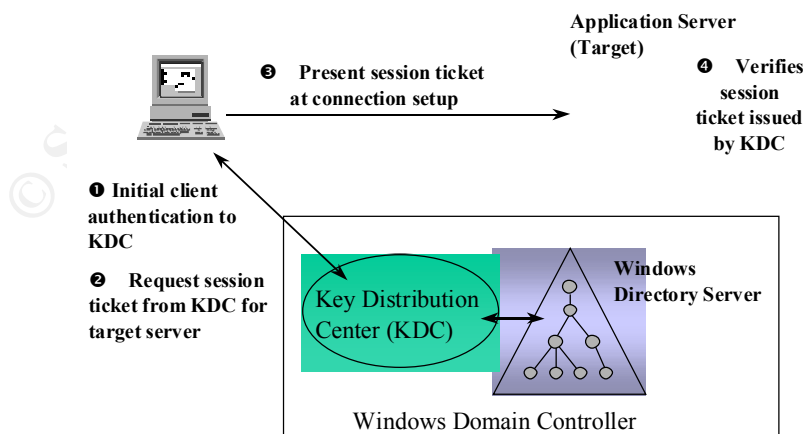 Application Server
(Target)
❸ Present session ticket
at connection setup
❹ Verifies
session
ticket issued
by KDC
❶ Initial client
authentication to
KDC
❷ Request session
ticket from KDC for
target server
Key Distribution
Center (KDC)
Windows
Directory Server
Windows Domain Controller
©